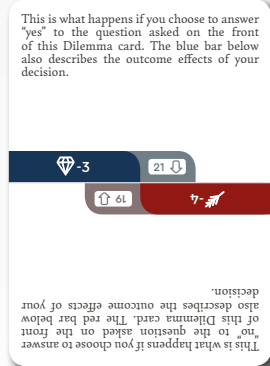 This is what happens if you choose to answer
“yes” to the question asked on the front
of this Dilemma card. The blue bar below
also describes the outcome effects of your
decision.
-3
21
19
-4
This is what happens if you choose to answer
“no” to the question asked on the front
of this Dilemma card. The red bar below
also describes the outcome effects of your
decision.